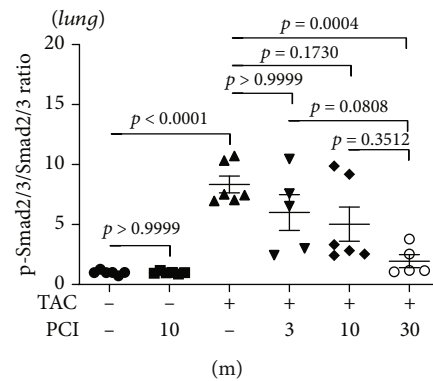 (lung)
p = 0.0004
p = 0.1730
p > 0.9999
p = 0.0808
p < 0.0001
p = 0.3512
p > 0.9999
p-Smad2/3/Smad2/3 ratio
20
15
10
5
0
TAC – – + + + +
PCI – 10 – 3 10 30
(m)